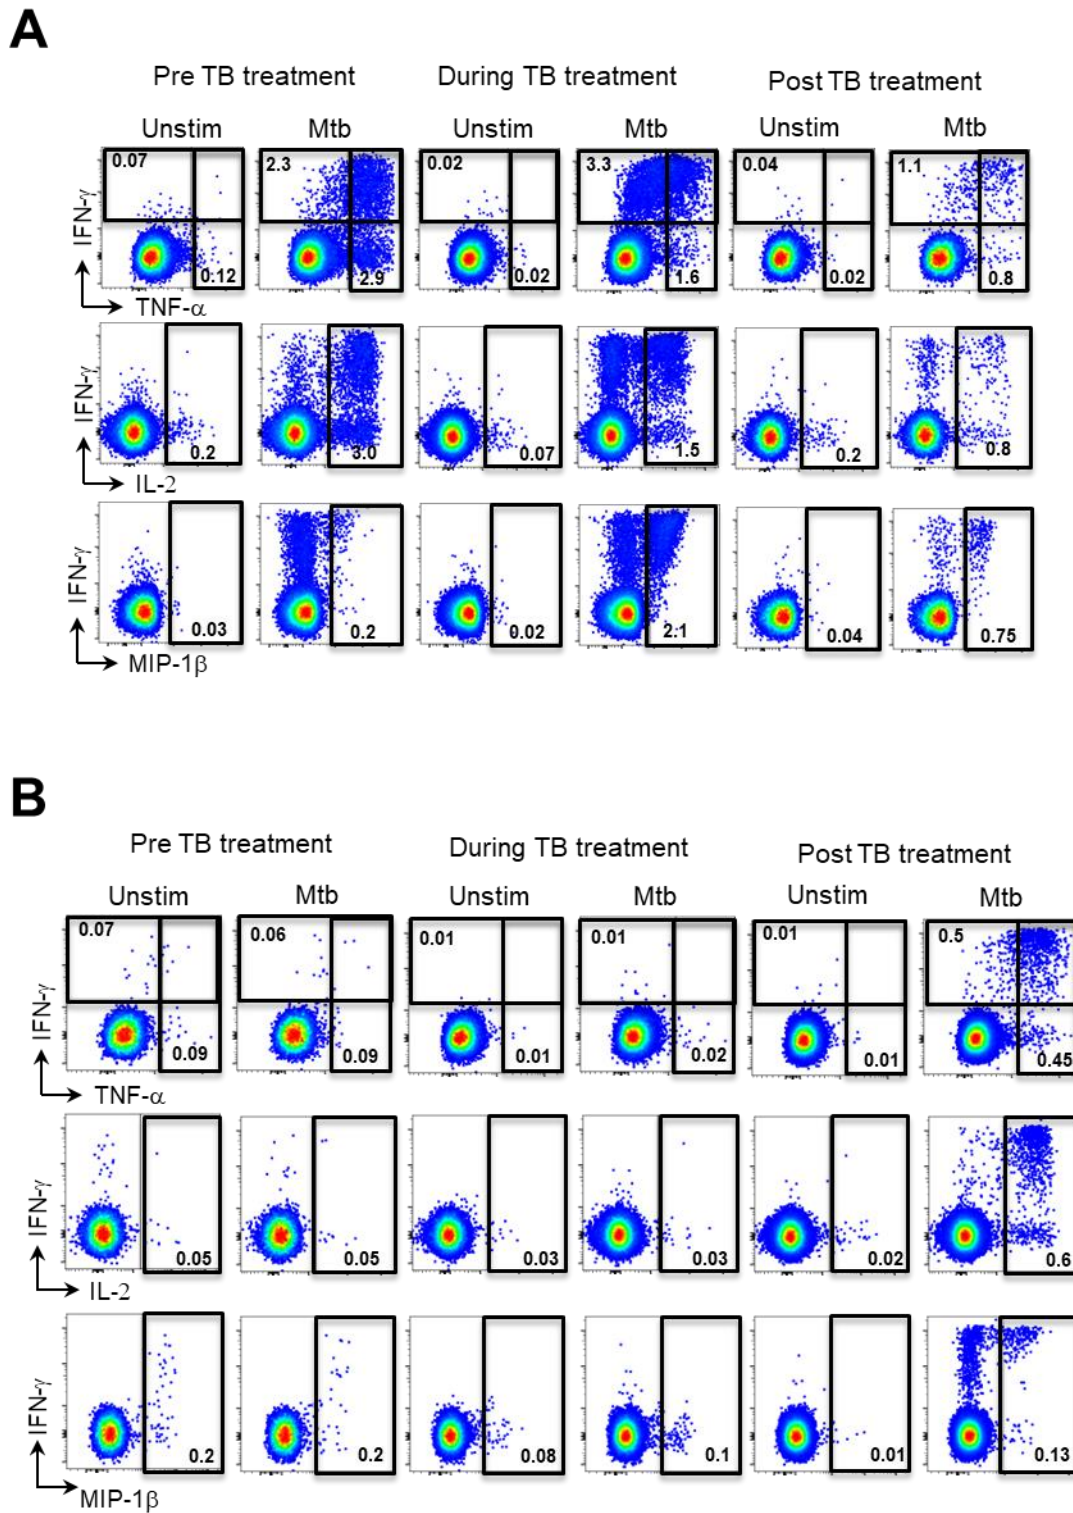 A
Pre TB treatment During TB treatment Post TB treatment
Unstim Mtb Unstim Mtb Unstim Mtb
IFN-γ 0.07 2.3 0.02 3.3 0.04 1.1
0.12 2.9 0.02 1.6 0.02 0.8
TNF-α
IFN-γ
0.2 3.0 0.07 1.5 0.2 0.8
IL-2
IFN-γ
0.03 0.2 0.02 2.1 0.04 0.75
MIP-1β
B
Pre TB treatment During TB treatment Post TB treatment
Unstim Mtb Unstim Mtb Unstim Mtb
IFN-γ 0.07 0.06 0.01 0.01 0.01 0.5
0.09 0.09 0.01 0.02 0.01 0.45
TNF-α
IFN-γ
0.05 0.05 0.03 0.03 0.02 0.6
IL-2
IFN-γ
0.2 0.2 0.08 0.1 0.01 0.13
MIP-1β